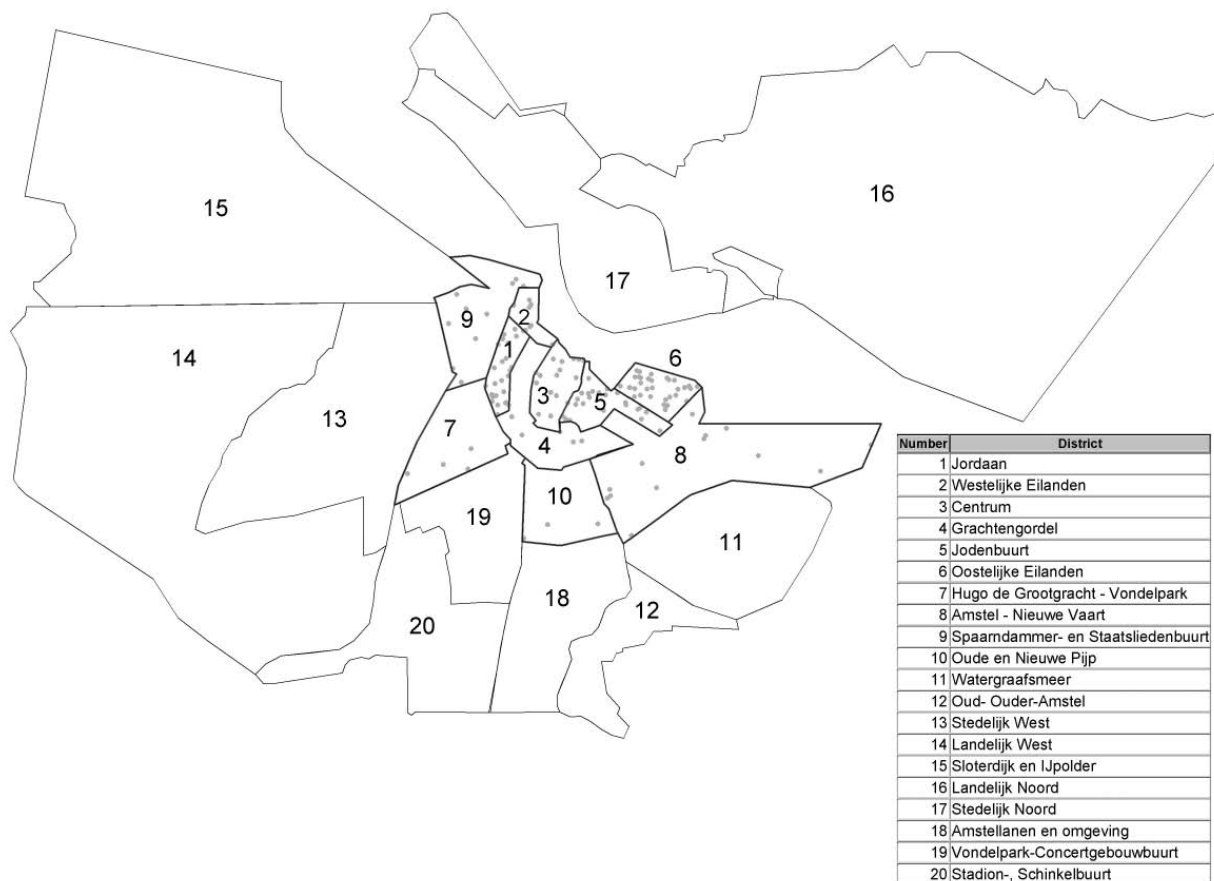 15
16
17
9
2
14
1
6
3
5
13
7
4
8
10
19
11
18
12
20
Number District
1 Jordaan
2 Westelijke Eilanden
3 Centrum
4 Grachtengordel
5 Jodenbuurt
6 Oostelijke Eilanden
7 Hugo de Grootgracht - Vondelpark
8 Amstel - Nieuwe Vaart
9 Spaarndammer- en Staatsliedenbuurt
10 Oude en Nieuwe Pijp
11 Watergraafsmeer
12 Oud- Ouder-Amstel
13 Stedelijk West
14 Landelijk West
15 Sloterdijk en IJpolder
16 Landelijk Noord
17 Stedelijk Noord
18 Amstellanen en omgeving
19 Vondelpark-Concertgebouwbuurt
20 Stadion-, Schinkelbuurt